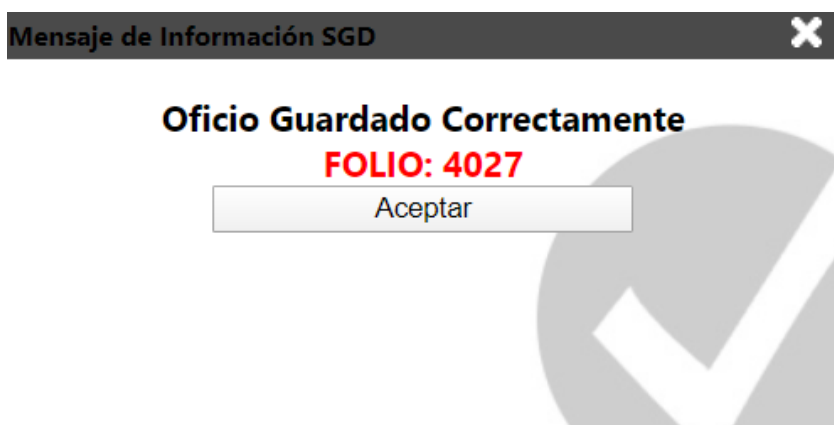 Mensaje de Información SGD
Oficio Guardado Correctamente
FOLIO: 4027
Aceptar